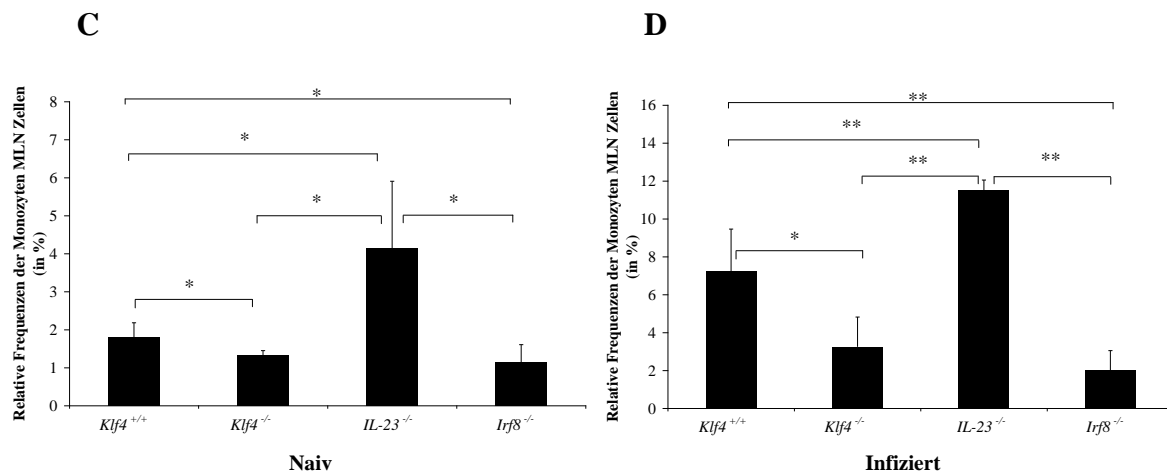 C
Relative Frequenzen der Monozyten MLN Zellen
(in %)
8
7
6
5
4
3
2
1
0
*
*
*
*
*
Klf4 +/+
Klf4 -/-
IL-23 -/-
Irf8 -/-
Naiv
D
Relative Frequenzen der Monozyten MLN Zellen
(in %)
16
14
12
10
8
6
4
2
0
**
**
**
**
*
Klf4 +/+
Klf4 -/-
IL-23 -/-
Irf8 -/-
Infiziert